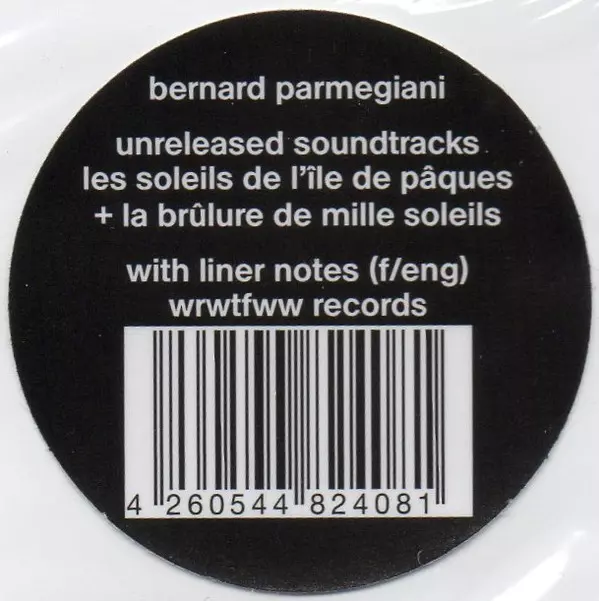 bernard parmegiani
unreleased soundtracks
les soleils de l'île de pâques
+ la brûlure de mille soleils
with liner notes (f/eng)
wrwtfww records
4 260544 824081